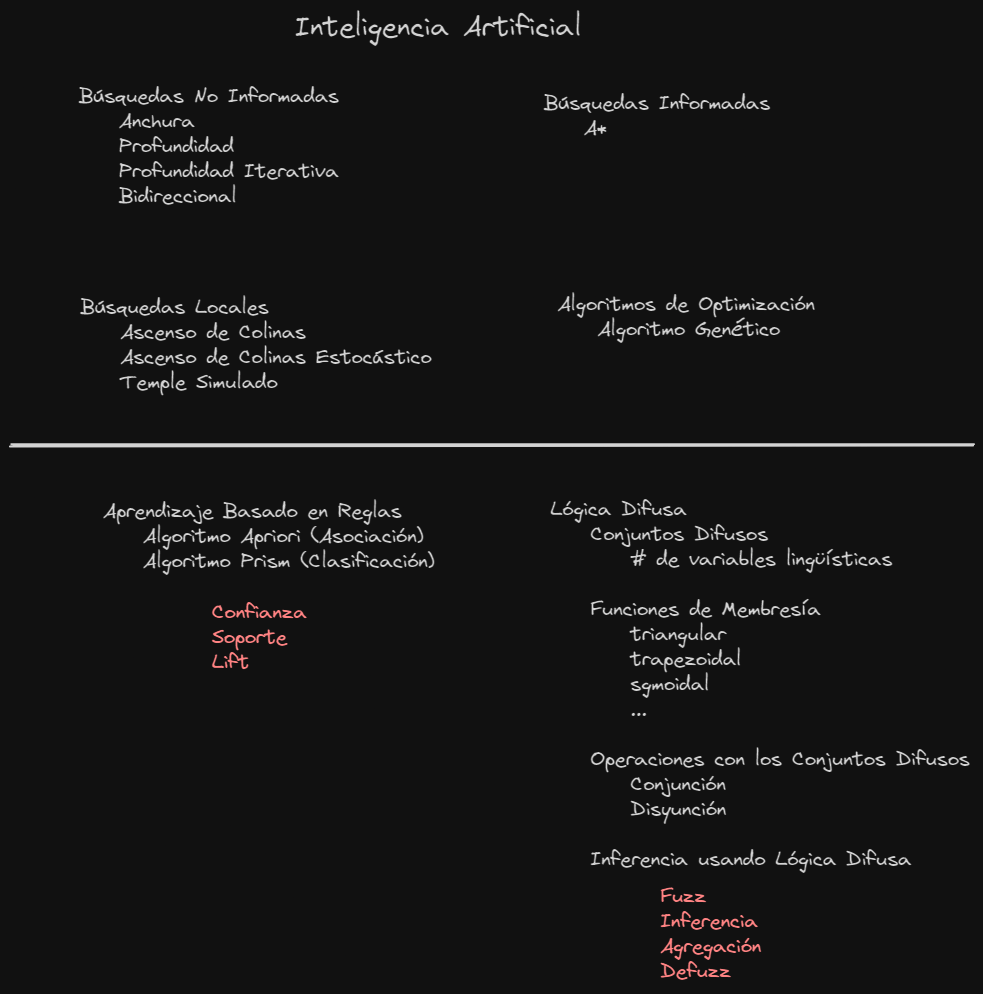 Inteligencia Artificial
Búsquedas No Informadas
Anchura
Profundidad
Profundidad Iterativa
Bidireccional
Búsquedas Informadas
A*
Búsquedas Locales
Ascenso de Colinas
Ascenso de Colinas Estocástico
Temple Simulado
Algoritmos de Optimización
Algoritmo Genético
Aprendizaje Basado en Reglas
Algoritmo Apriori (Asociación)
Algoritmo Prism (Clasificación)
Confianza
Soporte
Lift
Lógica Difusa
Conjuntos Difusos
# de variables lingüísticas
Funciones de Membresía
triangular
trapezoidal
sgmoidal
...
Operaciones con los Conjuntos Difusos
Conjunción
Disyunción
Inferencia usando Lógica Difusa
Fuzz
Inferencia
Agregación
Defuzz